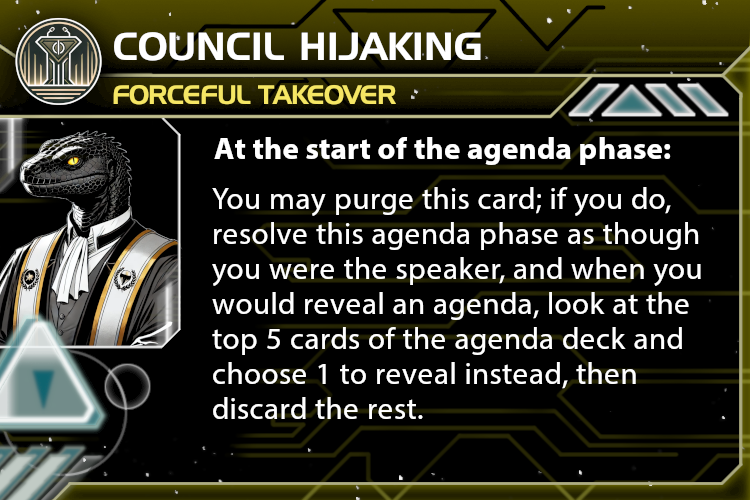 COUNCIL HIJAKING
FORCEFUL TAKEOVER
At the start of the agenda phase:
You may purge this card; if you do,
resolve this agenda phase as though
you were the speaker, and when you
would reveal an agenda, look at the
top 5 cards of the agenda deck and
choose 1 to reveal instead, then
discard the rest.